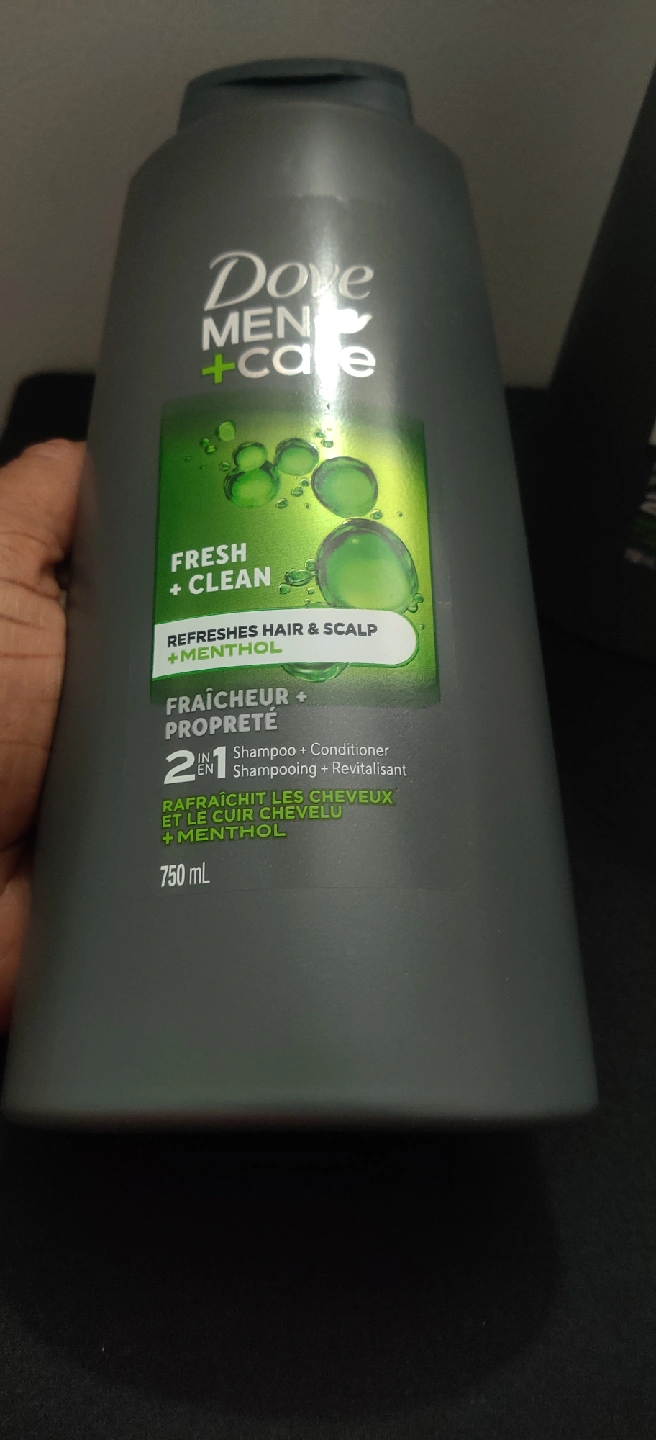 Dove
MEN
+care
FRESH
+ CLEAN
REFRESHES HAIR & SCALP
+MENTHOL
FRAÎCHEUR +
PROPRETÉ
2 IN EN 1 Shampoo + Conditioner
Shampooing + Revitalisant
RAFRAÎCHIT LES CHEVEUX
ET LE CUIR CHEVELU
+MENTHOL
750 mL